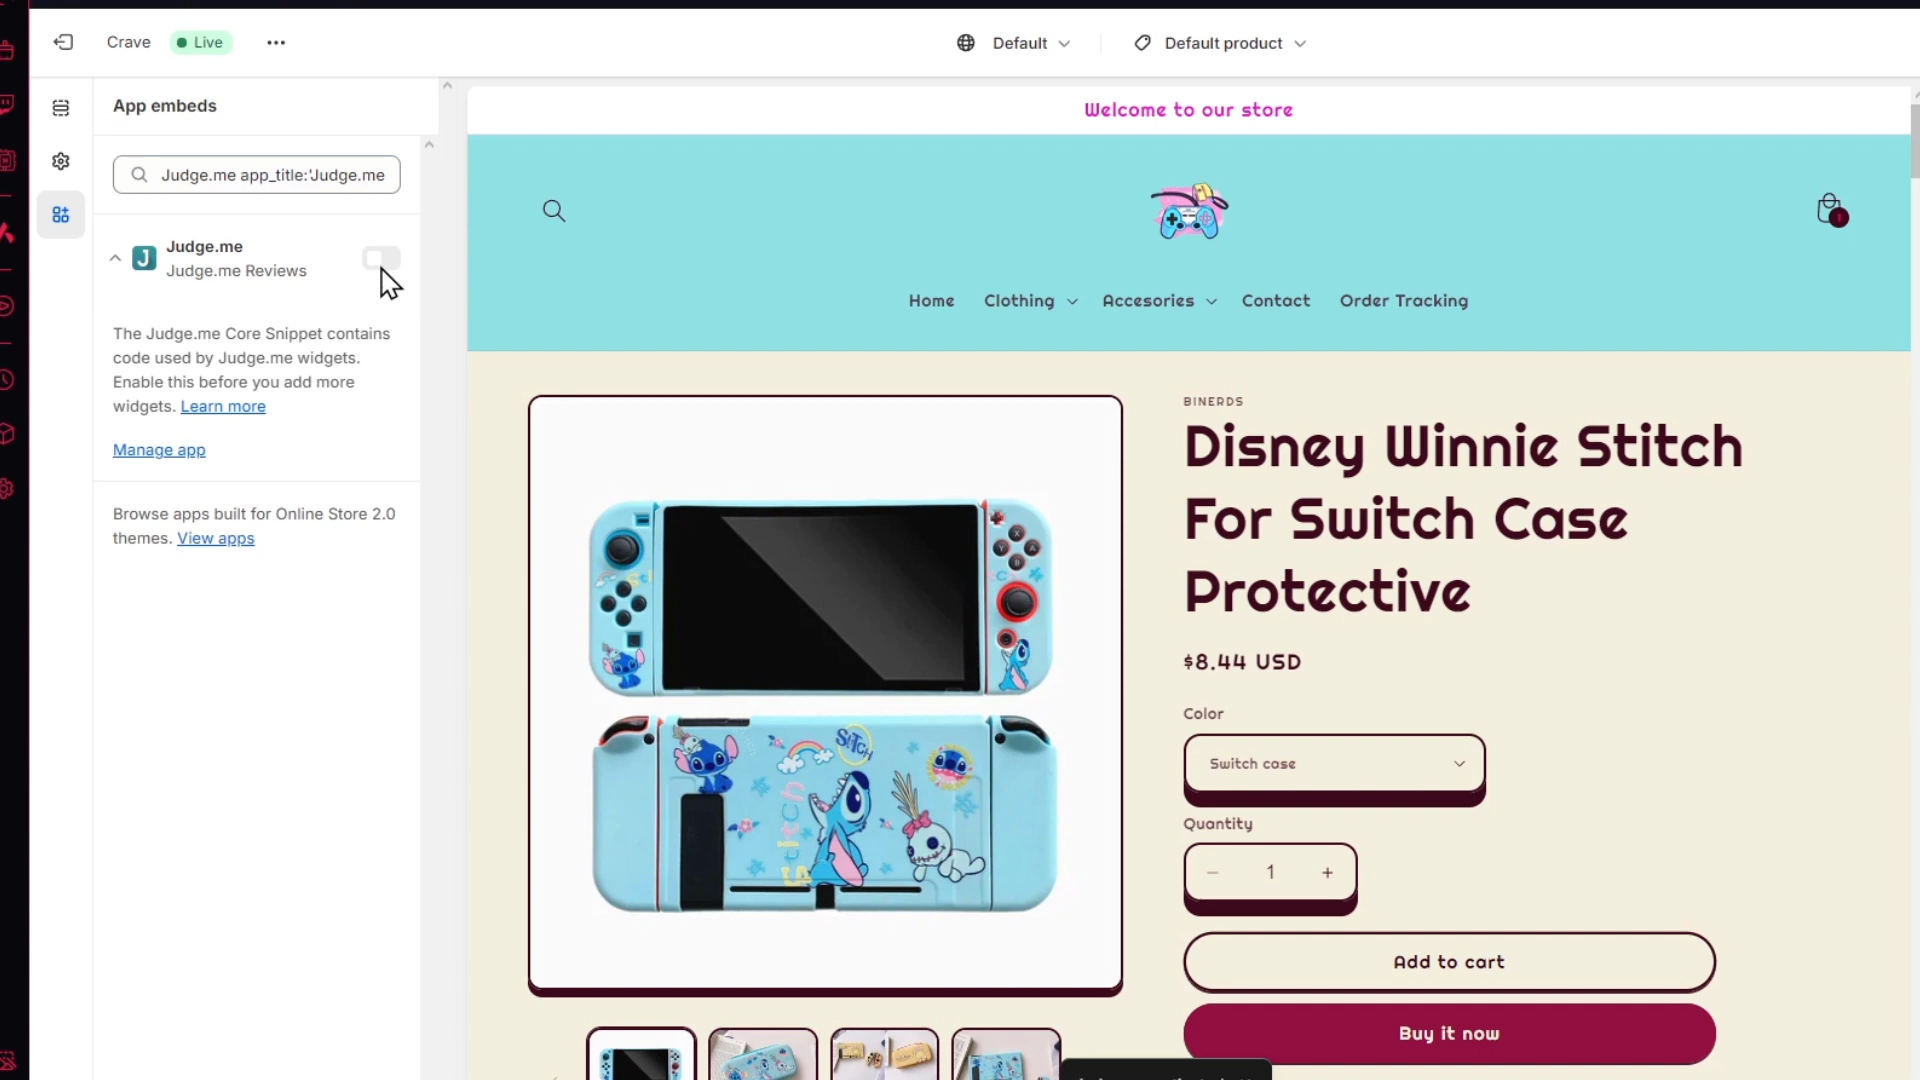 Crave
Live
Default
Default product
App embeds
Judge.me app_title:'Judge.me
Judge.me
Judge.me Reviews
The Judge.me Core Snippet contains
code used by Judge.me widgets.
Enable this before you add more
widgets. Learn more
Manage app
Browse apps built for Online Store 2.0
themes. View apps
Welcome to our store
1
Home
Clothing
Accesories
Contact
Order Tracking
BINERDS
Disney Winnie Stitch
For Switch Case
Protective
$8.44 USD
Color
Switch case
Quantity
1
Add to cart
Buy it now
X
Y
A
B
STITCH
Stitch